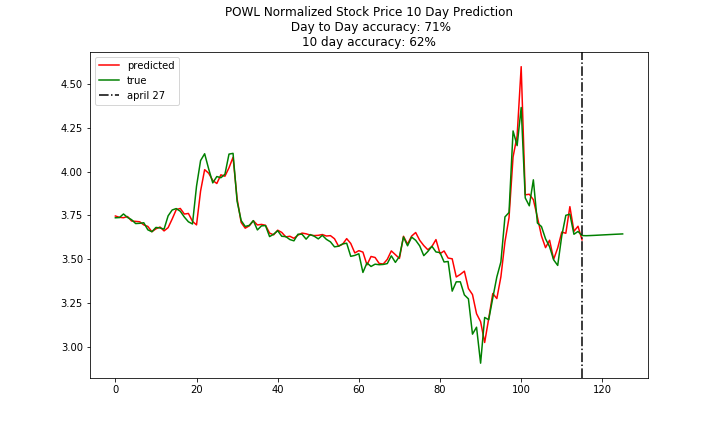 POWL Normalized Stock Price 10 Day Prediction
Day to Day accuracy: 71%
10 day accuracy: 62%
predicted
true
april 27
4.50
4.25
4.00
3.75
3.50
3.25
3.00
0 20 40 60 80 100 120